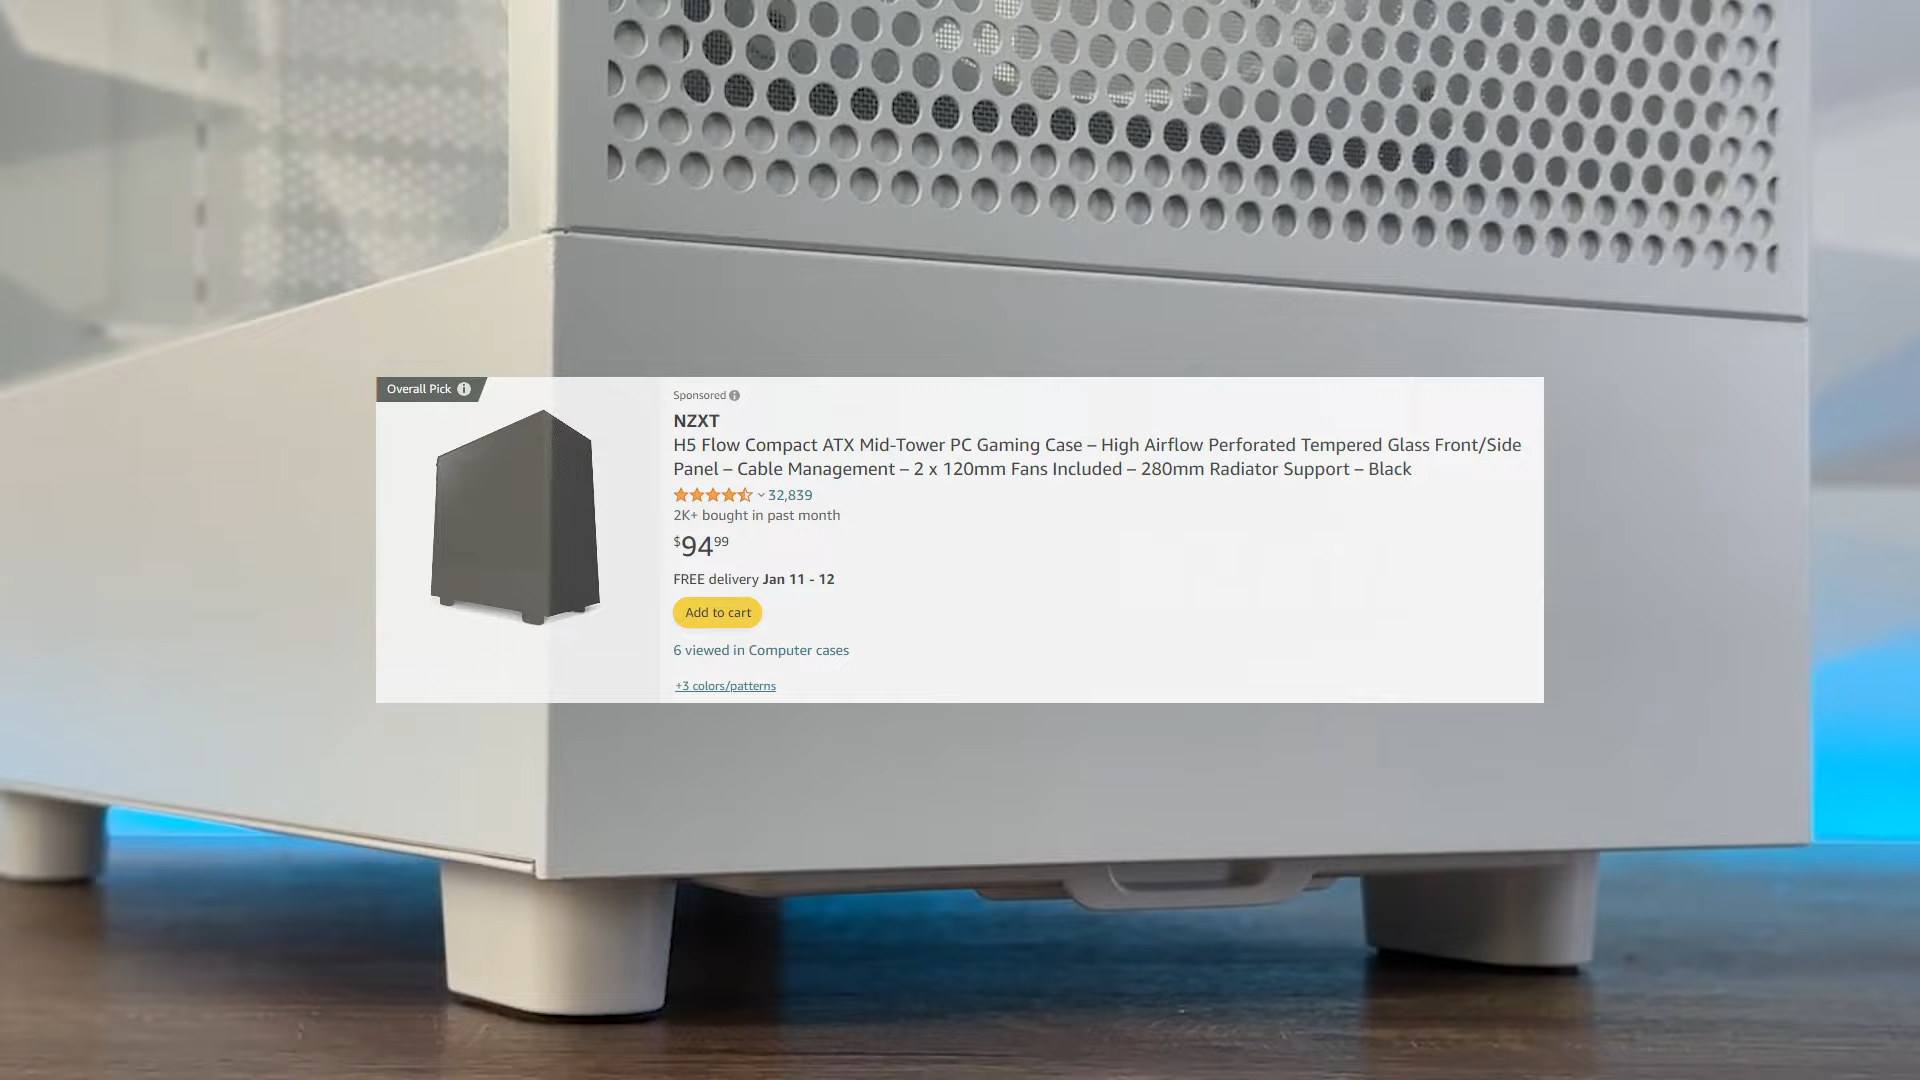 Overall Pick
Sponsored
NZXT
H5 Flow Compact ATX Mid-Tower PC Gaming Case – High Airflow Perforated Tempered Glass Front/Side
Panel – Cable Management – 2 x 120mm Fans Included – 280mm Radiator Support – Black
32,839
2K+ bought in past month
$94 99
FREE delivery Jan 11 - 12
Add to cart
6 viewed in Computer cases
+3 colors/patterns